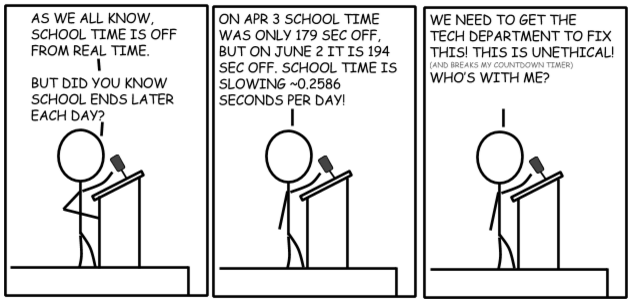 AS WE ALL KNOW,
SCHOOL TIME IS OFF
FROM REAL TIME.
BUT DID YOU KNOW
SCHOOL ENDS LATER
EACH DAY?
ON APR 3 SCHOOL TIME
WAS ONLY 179 SEC OFF,
BUT ON JUNE 2 IT IS 194
SEC OFF. SCHOOL TIME IS
SLOWING ~0.2586
SECONDS PER DAY!
WE NEED TO GET THE
TECH DEPARTMENT TO FIX
THIS! THIS IS UNETHICAL!
(AND BREAKS MY COUNTDOWN TIMER)
WHO'S WITH ME?